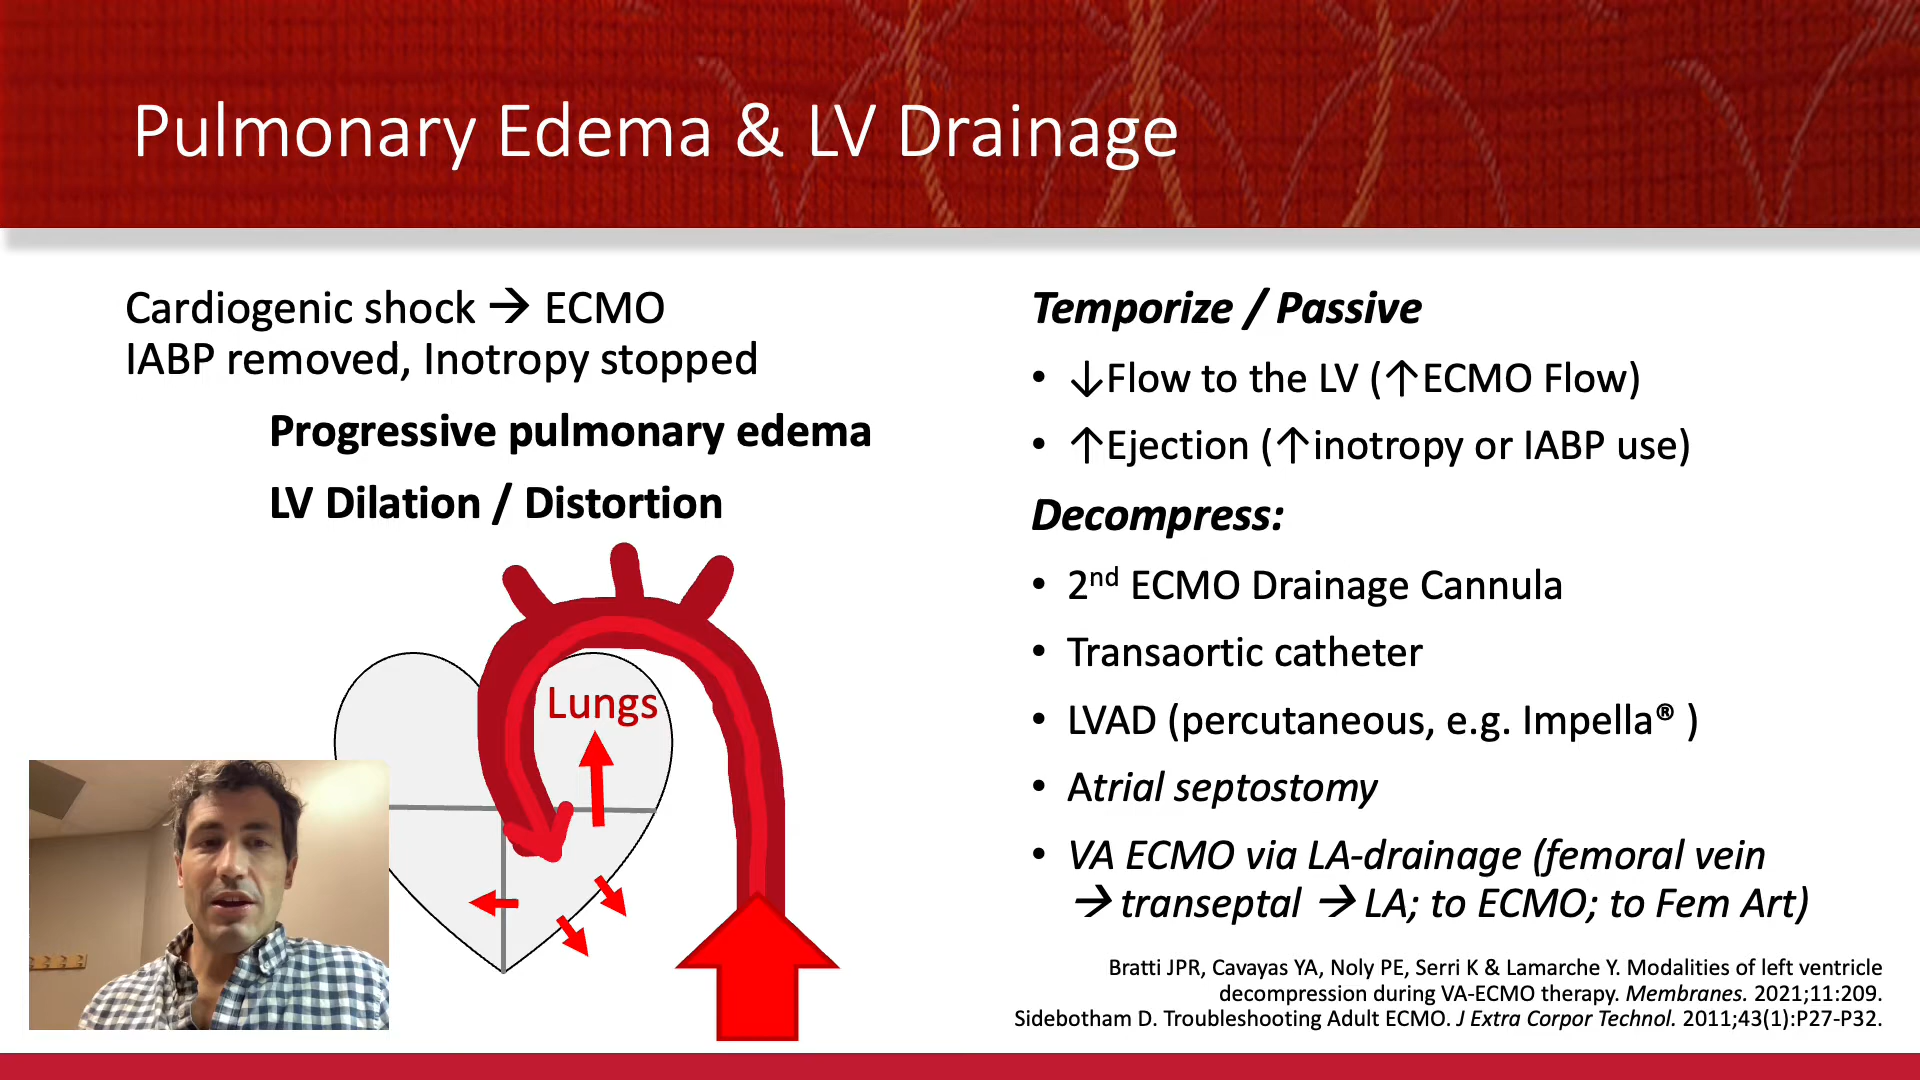 Pulmonary Edema & LV Drainage
Cardiogenic shock → ECMO
IABP removed, Inotropy stopped
Progressive pulmonary edema
LV Dilation / Distortion
Lungs
Temporize / Passive
• ↓Flow to the LV (↑ECMO Flow)
• ↑Ejection (↑inotropy or IABP use)
Decompress:
• 2nd ECMO Drainage Cannula
• Transaortic catheter
• LVAD (percutaneous, e.g. Impella® )
• Atrial septostomy
• VA ECMO via LA-drainage (femoral vein
→ transeptal → LA; to ECMO; to Fem Art)
Bratti JPR, Cavayas YA, Noly PE, Serri K & Lamarche Y. Modalities of left ventricle
decompression during VA-ECMO therapy. Membranes. 2021;11:209.
Sidebotham D. Troubleshooting Adult ECMO. J Extra Corpor Technol. 2011;43(1):P27-P32.